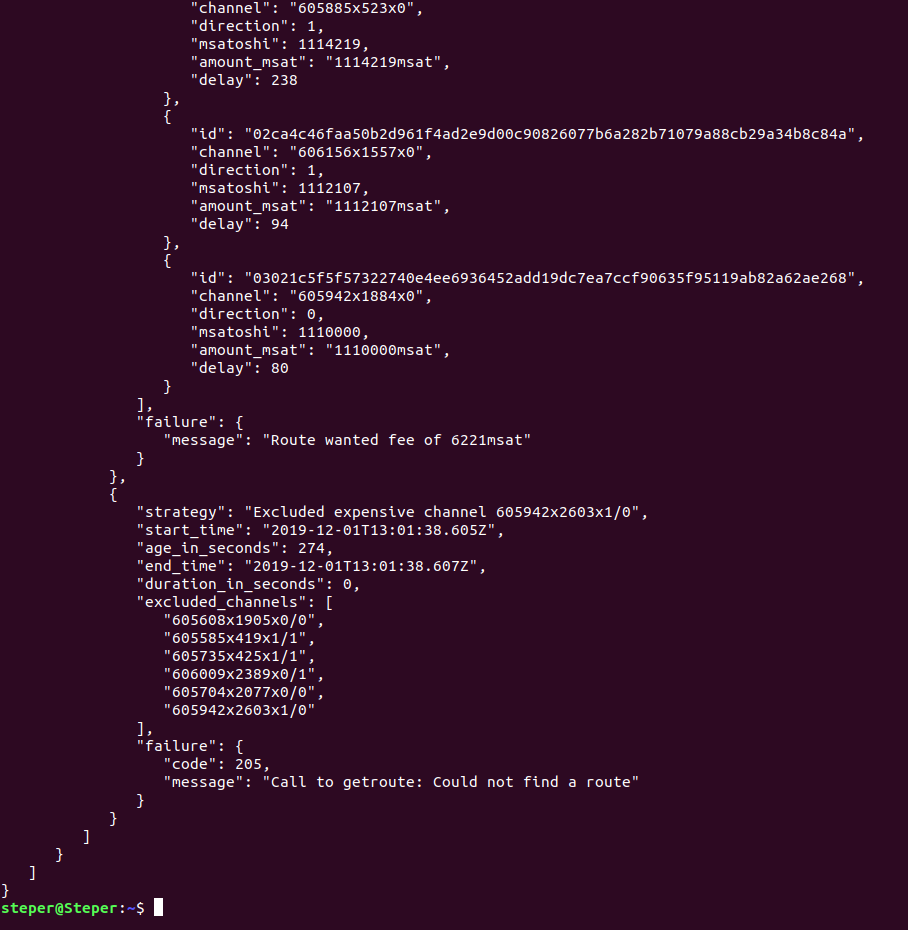 "channel": "605885x523x0",
"direction": 1,
"msatoshi": 1114219,
"amount_msat": "1114219msat",
"delay": 238
},
{
"id": "02ca4c46faa50b2d961f4ad2e9d00c90826077b6a282b71079a88cb29a34b8c84a",
"channel": "606156x1557x0",
"direction": 1,
"msatoshi": 1112107,
"amount_msat": "1112107msat",
"delay": 94
},
{
"id": "03021c5f5f57322740e4ee6936452add19dc7ea7ccf90635f95119ab82a62ae268",
"channel": "605942x1884x0",
"direction": 0,
"msatoshi": 1110000,
"amount_msat": "1110000msat",
"delay": 80
}
],
"failure": {
"message": "Route wanted fee of 6221msat"
}
},
{
"strategy": "Excluded expensive channel 605942x2603x1/0",
"start_time": "2019-12-01T13:01:38.605Z",
"age_in_seconds": 274,
"end_time": "2019-12-01T13:01:38.607Z",
"duration_in_seconds": 0,
"excluded_channels": [
"605608x1905x0/0",
"605585x419x1/1",
"605735x425x1/1",
"606009x2389x0/1",
"605704x2077x0/0",
"605942x2603x1/0"
],
"failure": {
"code": 205,
"message": "Call to getroute: Could not find a route"
}
}
]
}
]
}
steper@Steper:~$